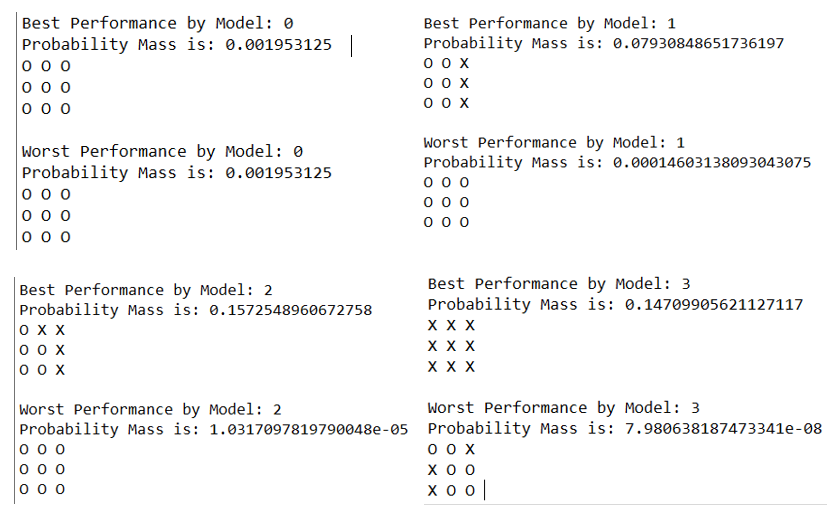 Best Performance by Model: 0
Probability Mass is: 0.001953125
O O O
O O O
O O O
Worst Performance by Model: 0
Probability Mass is: 0.001953125
O O O
O O O
O O O
Best Performance by Model: 1
Probability Mass is: 0.07930848651736197
O O X
O O X
O O X
Worst Performance by Model: 1
Probability Mass is: 0.00014603138093043075
O O O
O O O
O O O
Best Performance by Model: 2
Probability Mass is: 0.1572548960672758
O X X
O O X
O O X
Worst Performance by Model: 2
Probability Mass is: 1.0317097819790048e-05
O O O
O O O
O O O
Best Performance by Model: 3
Probability Mass is: 0.14709905621127117
X X X
X X X
X X X
Worst Performance by Model: 3
Probability Mass is: 7.980638187473341e-08
O O X
X O O
X O O